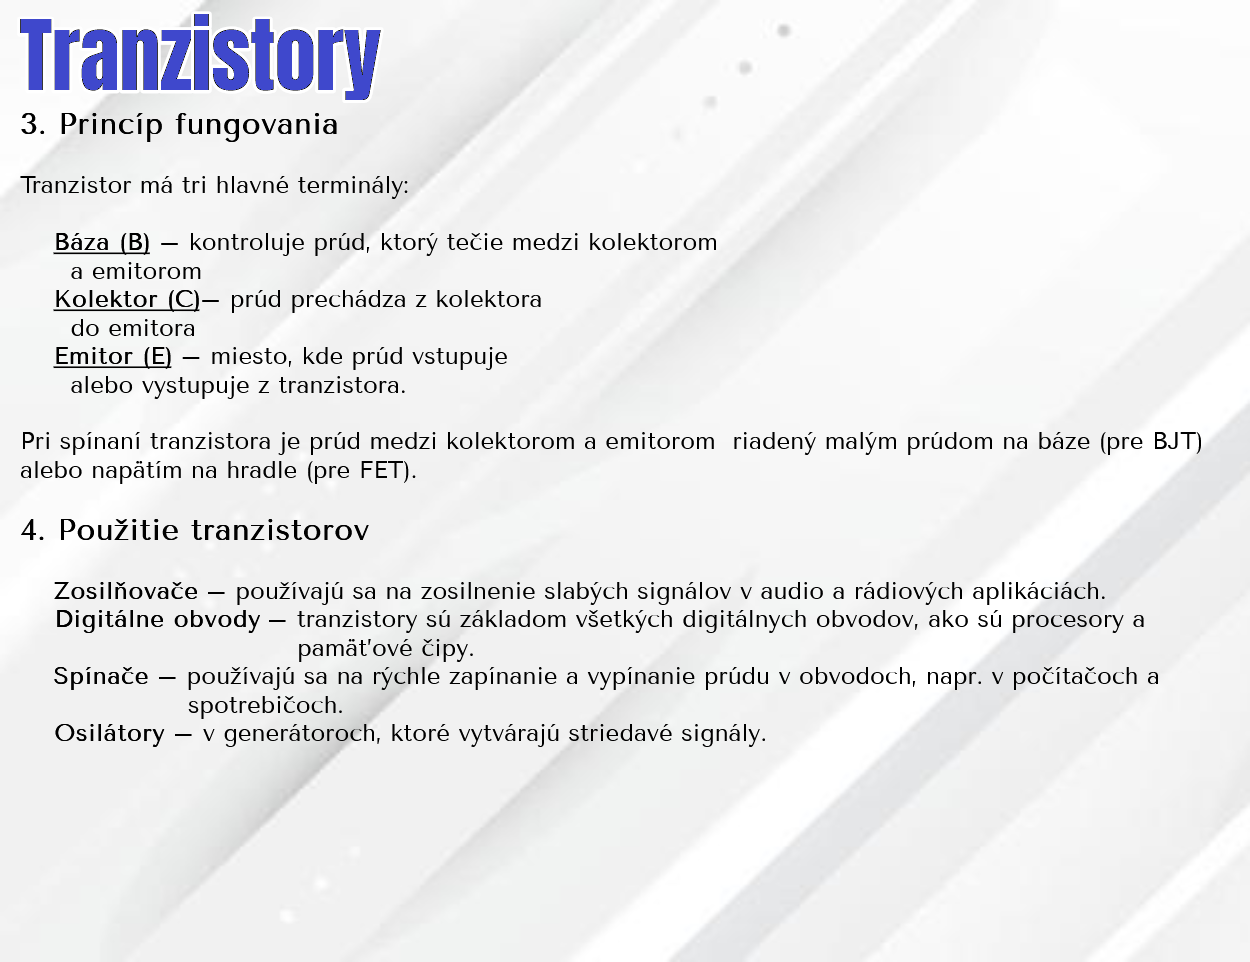 Tranzistory
3. Princíp fungovania
Tranzistor má tri hlavné terminály:
Báza (B) – kontroluje prúd, ktorý tečie medzi kolektorom
a emitorom
Kolektor (C)– prúd prechádza z kolektora
do emitora
Emitor (E) – miesto, kde prúd vstupuje
alebo vystupuje z tranzistora.
Pri spínaní tranzistora je prúd medzi kolektorom a emitorom  riadený malým prúdom na báze (pre BJT)
alebo napätím na hradle (pre FET).
4. Použitie tranzistorov
Zosilňovače – používajú sa na zosilnenie slabých signálov v audio a rádiových aplikáciách.
Digitálne obvody – tranzistory sú základom všetkých digitálnych obvodov, ako sú procesory a
pamäťové čipy.
Spínače – používajú sa na rýchle zapínanie a vypínanie prúdu v obvodoch, napr. v počítačoch a
spotrebičoch.
Osilátory – v generátoroch, ktoré vytvárajú striedavé signály.